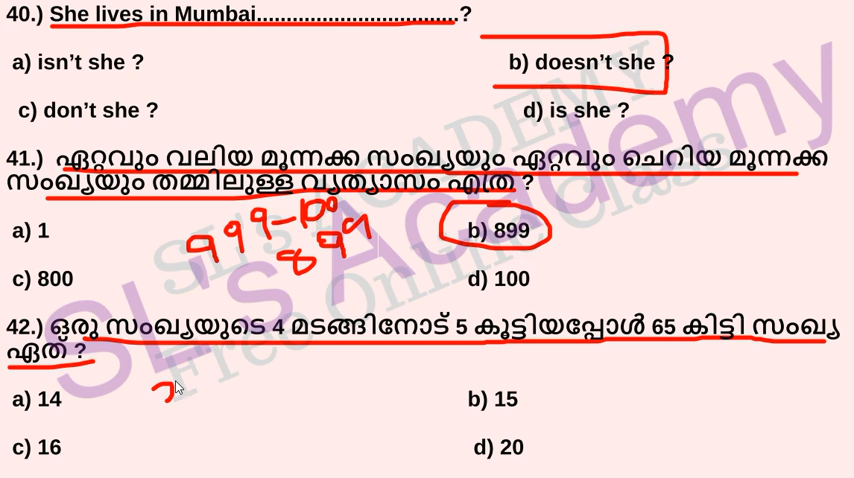 40.) She lives in Mumbai..................................?
a) isn’t she ?
b) doesn’t she ?
c) don’t she ?
d) is she ?
41.) ഏറ്റവും വലിയ മൂന്നക്ക സംഖ്യയും ഏറ്റവും ചെറിയ മൂന്നക്ക
സംഖ്യയും തമ്മിലുള്ള വ്യത്യാസം എത്ര ?
a) 1
999-100
899
b) 899
c) 800
d) 100
42.) ഒരു സംഖ്യയുടെ 4 മടങ്ങിനോട് 5 കൂട്ടിയപ്പോൾ 65 കിട്ടി സംഖ്യ
ഏത് ?
a) 14
b) 15
c) 16
d) 20
SL's Academy
SL's ACADEMY
Free Online Class